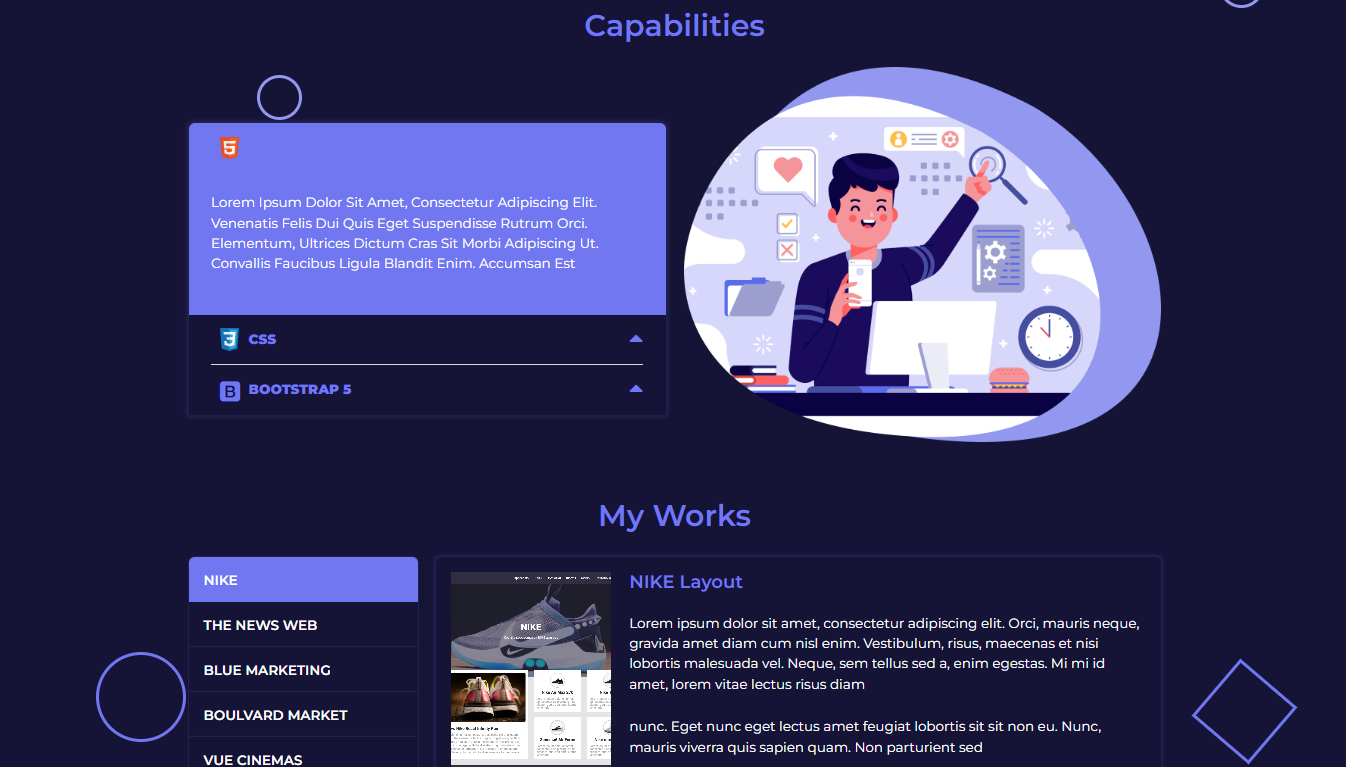 Capabilities
5
Lorem Ipsum Dolor Sit Amet, Consectetur Adipiscing Elit.
Venenatis Felis Dui Quis Eget Suspendisse Rutrum Orci.
Elementum, Ultrices Dictum Cras Sit Morbi Adipiscing Ut.
Convallis Faucibus Ligula Blandit Enim. Accumsan Est
3 CSS
B BOOTSTRAP 5
My Works
NIKE
THE NEWS WEB
BLUE MARKETING
BOULVARD MARKET
VUE CINEMAS
NIKE
NIKE Layout
Lorem ipsum dolor sit amet, consectetur adipiscing elit. Orci, mauris neque,
gravida amet diam cum nisl enim. Vestibulum, risus, maecenas et nisi
lobortis malesuada vel. Neque, sem tellus sed a, enim egestas. Mi mi id
amet, lorem vitae lectus risus diam
nunc. Eget nunc eget lectus amet feugiat lobortis sit sit non eu. Nunc,
mauris viverra quis sapien quam. Non parturient sed